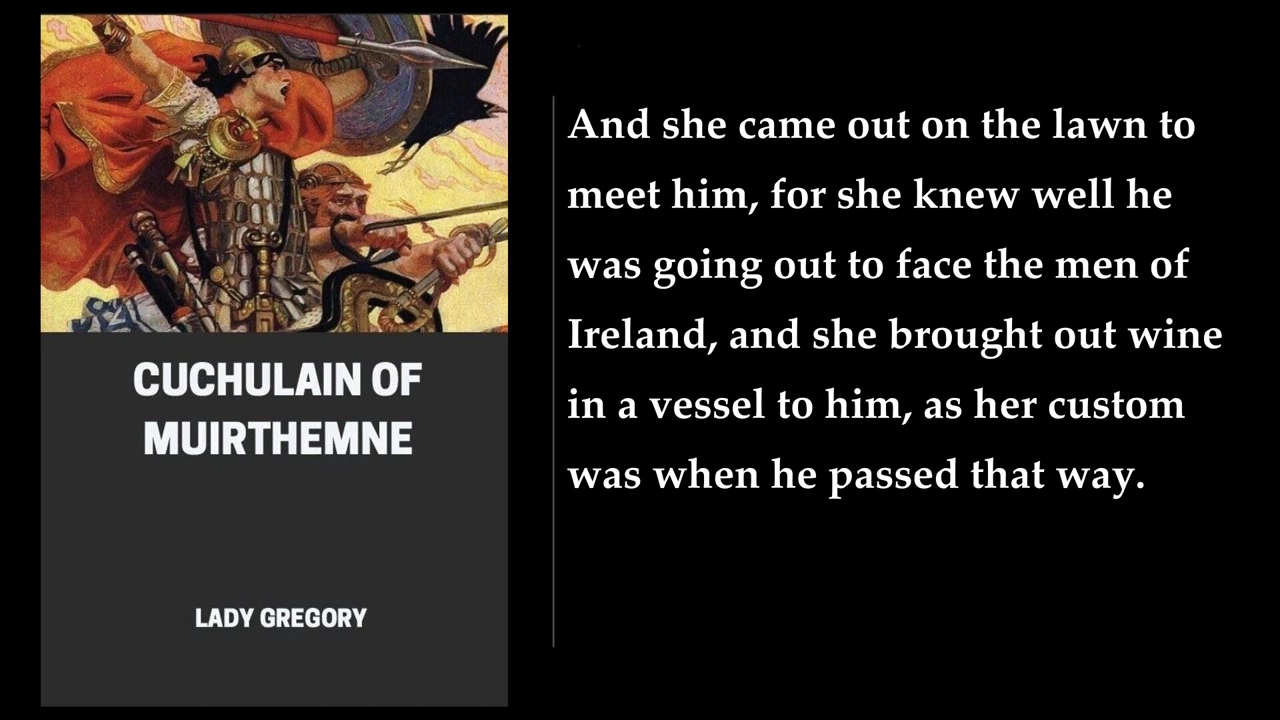 CUCHULAIN OF
MUIRTHEMNE
LADY GREGORY
And she came out on the lawn to
meet him, for she knew well he
was going out to face the men of
Ireland, and she brought out wine
in a vessel to him, as her custom
was when he passed that way.